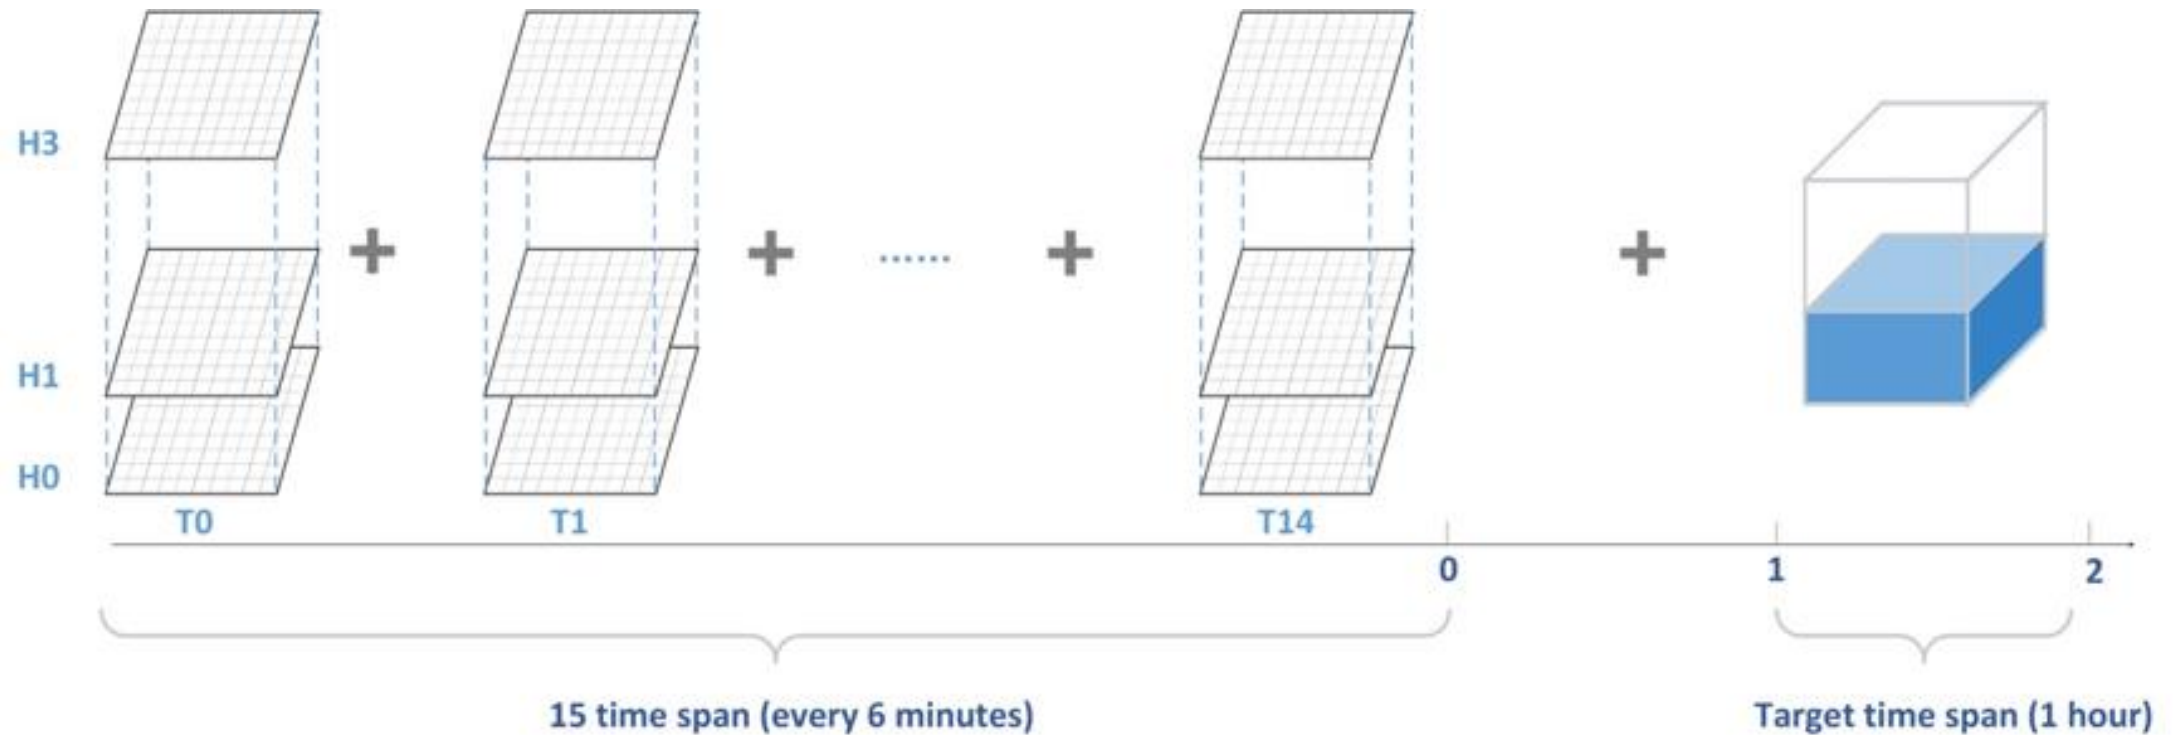 H3
H1
H0
......
T0 T1 T14
0 1 2
15 time span (every 6 minutes) Target time span (1 hour)